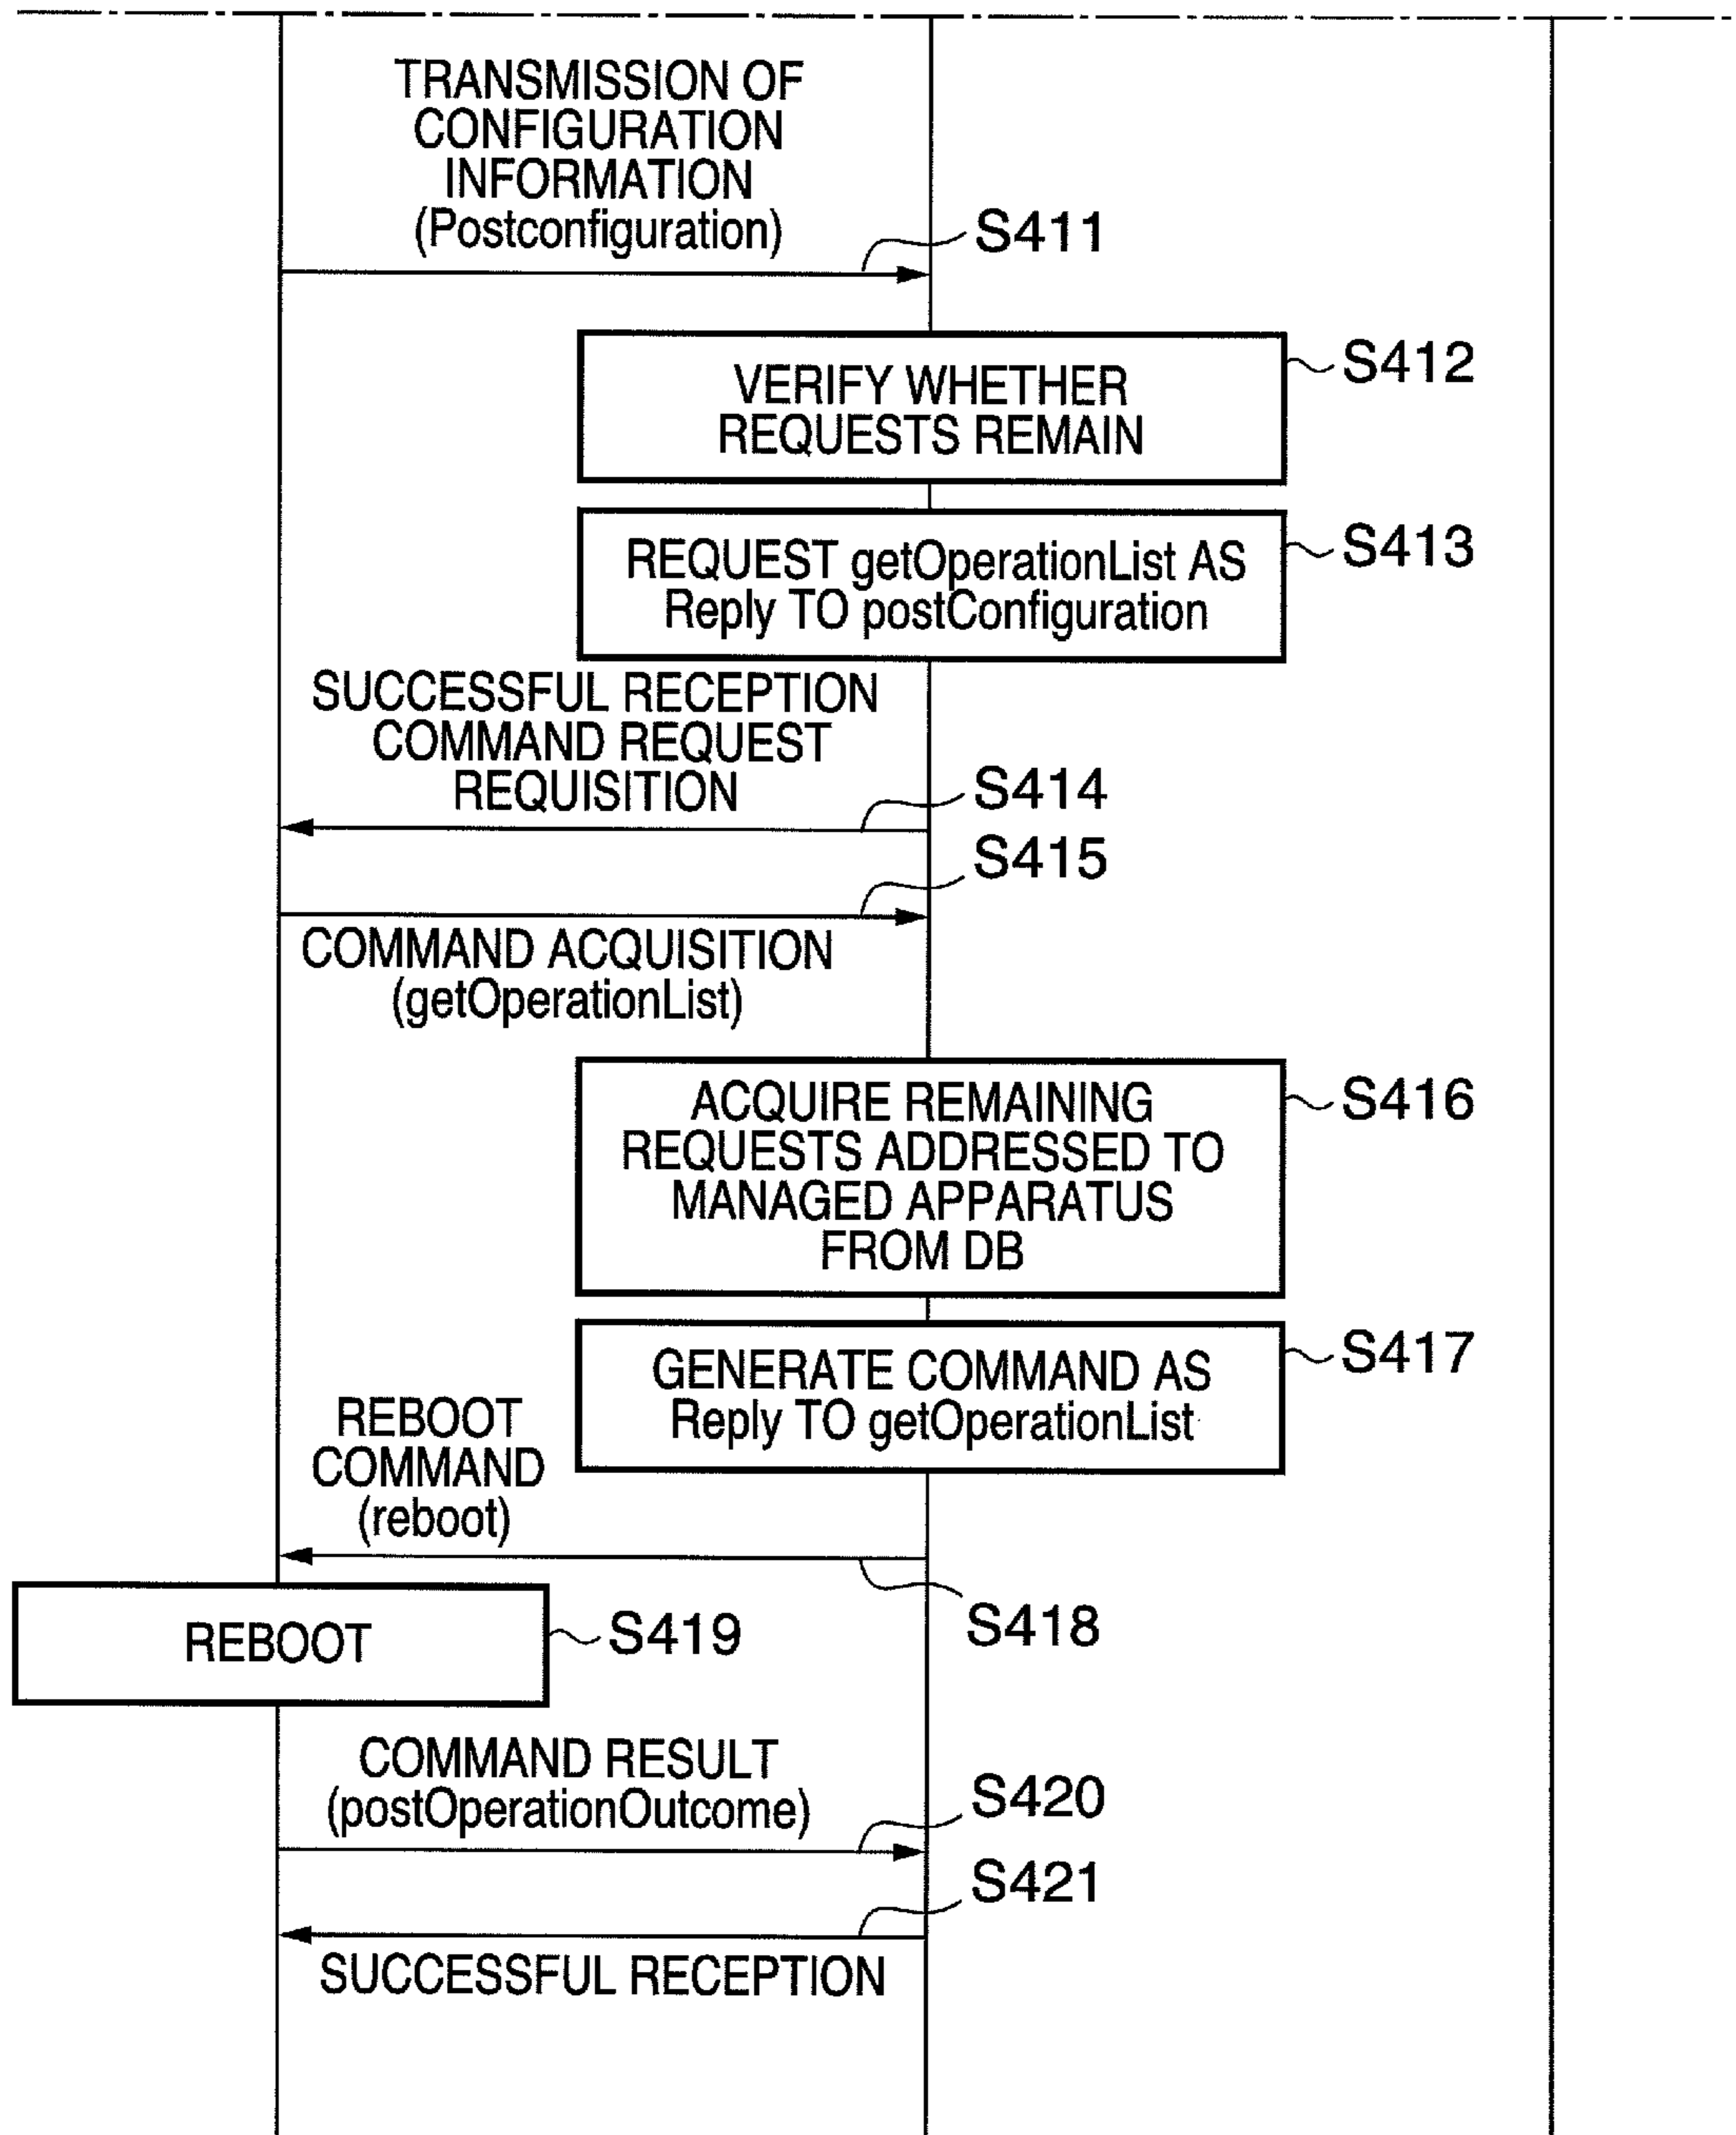 TRANSMISSION OF
CONFIGURATION
INFORMATION
(Postconfiguration)
S411
VERIFY WHETHER
REQUESTS REMAIN
S412
REQUEST getOperationList AS
Reply TO postConfiguration
S413
SUCCESSFUL RECEPTION
COMMAND REQUEST
REQUISITION
S414
S415
COMMAND ACQUISITION
(getOperationList)
ACQUIRE REMAINING
REQUESTS ADDRESSED TO
MANAGED APPARATUS
FROM DB
S416
GENERATE COMMAND AS
Reply TO getOperationList
S417
REBOOT
COMMAND
(reboot)
S418
REBOOT
S419
COMMAND RESULT
(postOperationOutcome)
S420
S421
SUCCESSFUL RECEPTION